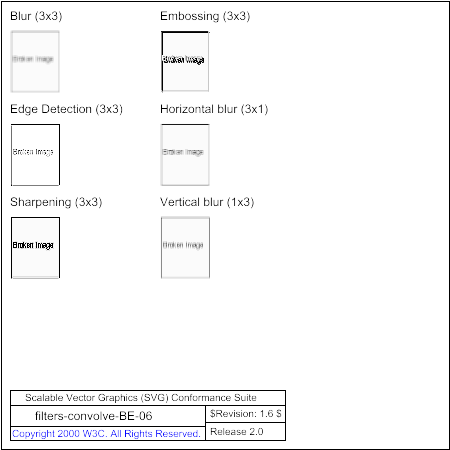 Blur (3x3)
Embossing (3x3)
Broken Image
Broken Image
Edge Detection (3x3)
Horizontal blur (3x1)
Broken Image
Broken Image
Sharpening (3x3)
Vertical blur (1x3)
Broken Image
Broken Image
Scalable Vector Graphics (SVG) Conformance Suite
filters-convolve-BE-06
$Revision: 1.6 $
Copyright 2000 W3C. All Rights Reserved.
Release 2.0